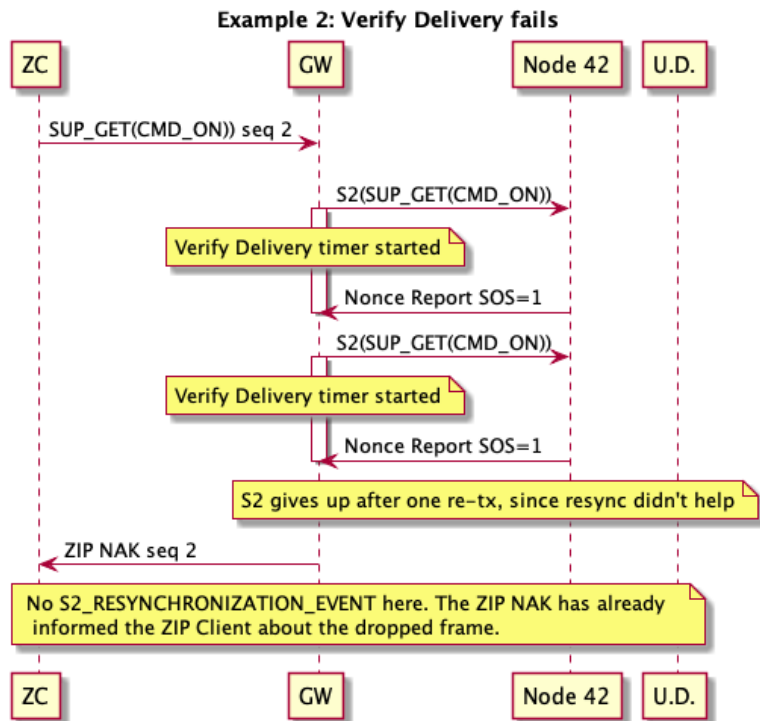 Example 2: Verify Delivery fails
ZC GW Node 42 U.D.
SUP_GET(CMD_ON)) seq 2
S2(SUP_GET(CMD_ON))
Verify Delivery timer started
Nonce Report SOS=1
S2(SUP_GET(CMD_ON))
Verify Delivery timer started
Nonce Report SOS=1
S2 gives up after one re-tx, since resync didn't help
ZIP NAK seq 2
No S2_RESYNCHRONIZATION_EVENT here. The ZIP NAK has already
informed the ZIP Client about the dropped frame.
ZC GW Node 42 U.D.